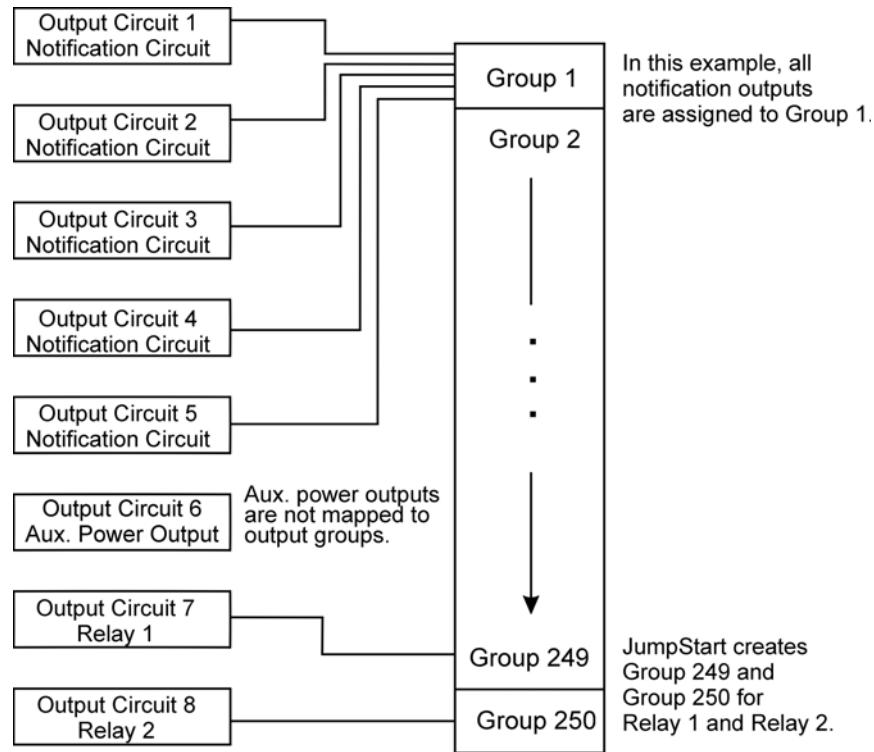 Output Circuit 1
Notification Circuit
Output Circuit 2
Notification Circuit
Output Circuit 3
Notification Circuit
Output Circuit 4
Notification Circuit
Output Circuit 5
Notification Circuit
Output Circuit 6
Aux. Power Output
Aux. power outputs
are not mapped to
output groups.
Output Circuit 7
Relay 1
Output Circuit 8
Relay 2
Group 1
Group 2
Group 249
Group 250
In this example, all
notification outputs
are assigned to Group 1.
JumpStart creates
Group 249 and
Group 250 for
Relay 1 and Relay 2.